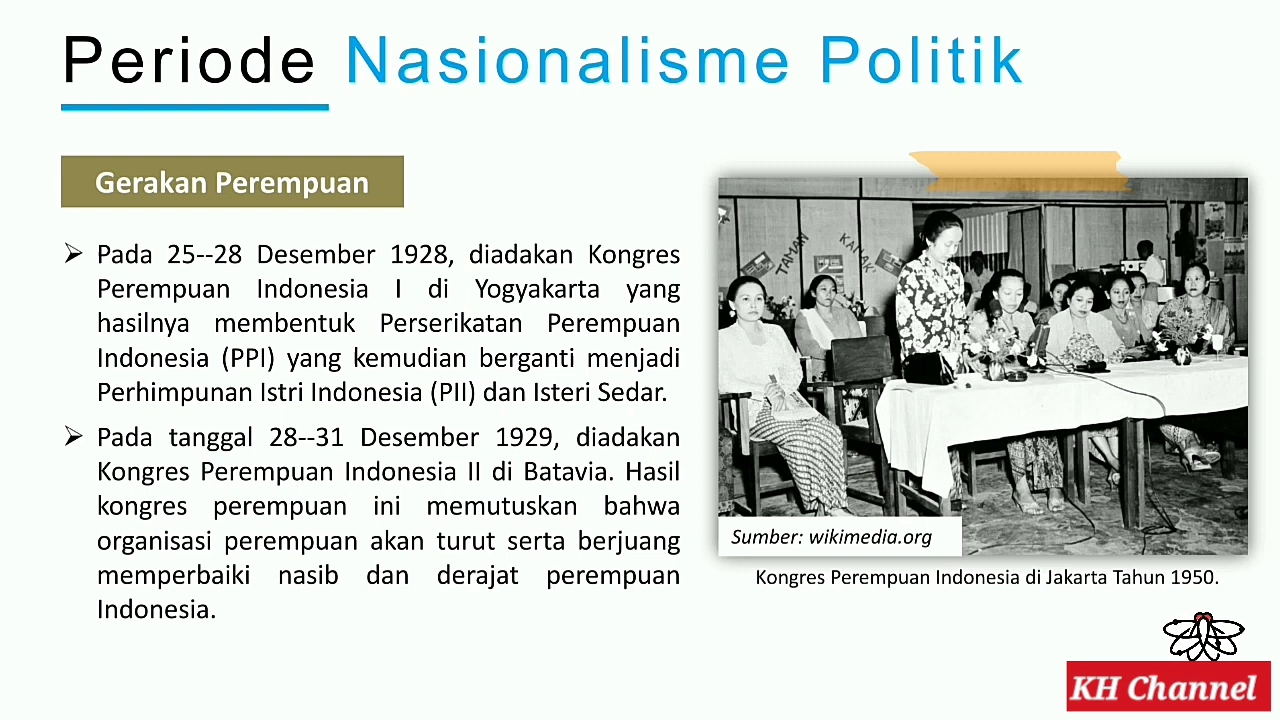 Periode Nasionalisme Politik
Gerakan Perempuan
➢ Pada 25--28 Desember 1928, diadakan Kongres
Perempuan Indonesia I di Yogyakarta yang
hasilnya membentuk Perserikatan Perempuan
Indonesia (PPI) yang kemudian berganti menjadi
Perhimpunan Istri Indonesia (PII) dan Isteri Sedar.
➢ Pada tanggal 28--31 Desember 1929, diadakan
Kongres Perempuan Indonesia II di Batavia. Hasil
kongres perempuan ini memutuskan bahwa
organisasi perempuan akan turut serta berjuang
memperbaiki nasib dan derajat perempuan
Indonesia.
TAMAN
KANAK
Sumber: wikimedia.org
Kongres Perempuan Indonesia di Jakarta Tahun 1950.
KH Channel